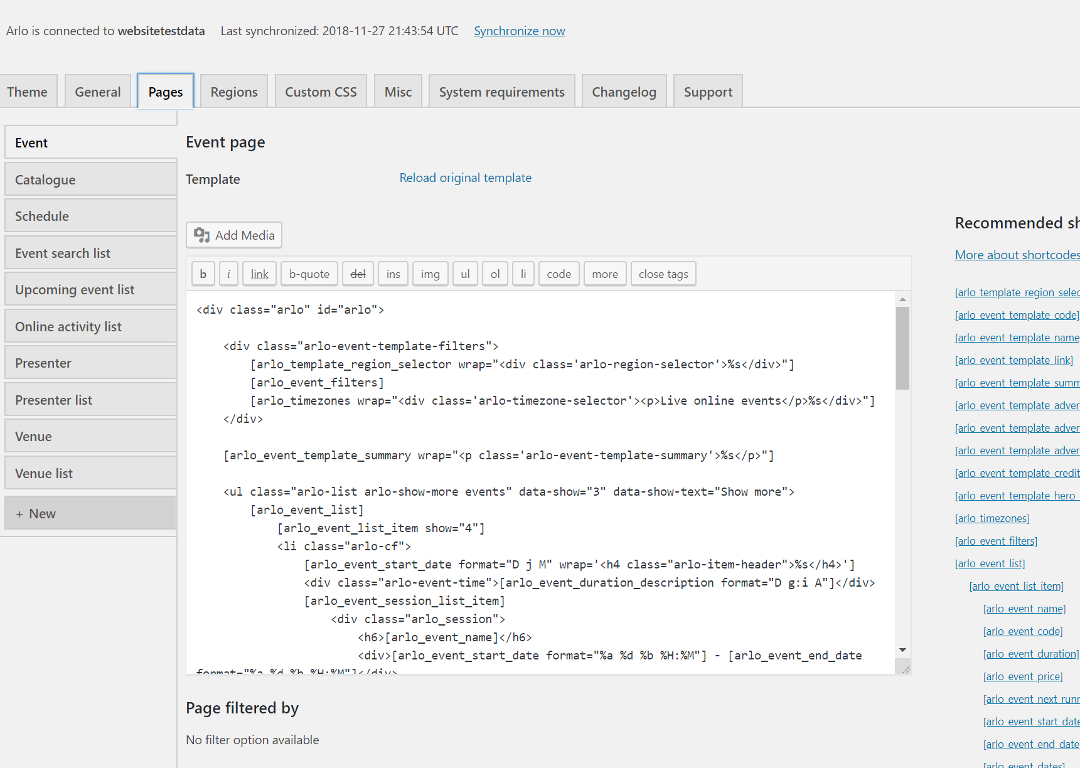 Arlo is connected to websitetestdata Last synchronized: 2018-11-27 21:43:54 UTC Synchronize now
Theme General Pages Regions Custom CSS Misc System requirements Changelog Support
Event
Catalogue
Schedule
Event search list
Upcoming event list
Online activity list
Presenter
Presenter list
Venue
Venue list
+ New
Event page
Template Reload original template
Add Media
b i link b-quote del ins img ul ol li code more close tags
<div class="arlo" id="arlo">
<div class="arlo-event-template-filters">
[arlo_template_region_selector wrap="<div class='arlo-region-selector'>%s</div>"]
[arlo_event_filters]
[arlo_timezones wrap="<div class='arlo-timezone-selector'><p>Live online events</p>%s</div>"]
</div>
[arlo_event_template_summary wrap="<p class='arlo-event-template-summary'>%s</p>"]
<ul class="arlo-list arlo-show-more events" data-show="3" data-show-text="Show more">
[arlo_event_list]
[arlo_event_list_item show="4"]
<li class="arlo-cf">
[arlo_event_start_date format="D j M" wrap='<h4 class="arlo-item-header">%s</h4>']
<div class="arlo-event-time">[arlo_event_duration_description format="D g:i A"]</div>
[arlo_event_session_list_item]
<div class="arlo_session">
<h6>[arlo_event_name]</h6>
<div>[arlo_event_start_date format="%a %d %b %H:%M"] - [arlo_event_end_date
format="%a %d %b %H:%M"]</div>
Page filtered by
No filter option available
Recommended sh
More about shortcodes
[arlo template region selec
[arlo event template code]
[arlo event template name
[arlo event template link]
[arlo event template summ
[arlo event template adver
[arlo event template adver
[arlo event template adver
[arlo event template credit
[arlo event template hero
[arlo timezones]
[arlo event filters]
[arlo event list]
[arlo event list item]
[arlo event name]
[arlo event code]
[arlo event duration]
[arlo event price]
[arlo event next runn
[arlo event start date
[arlo event end date
[arlo event dates]